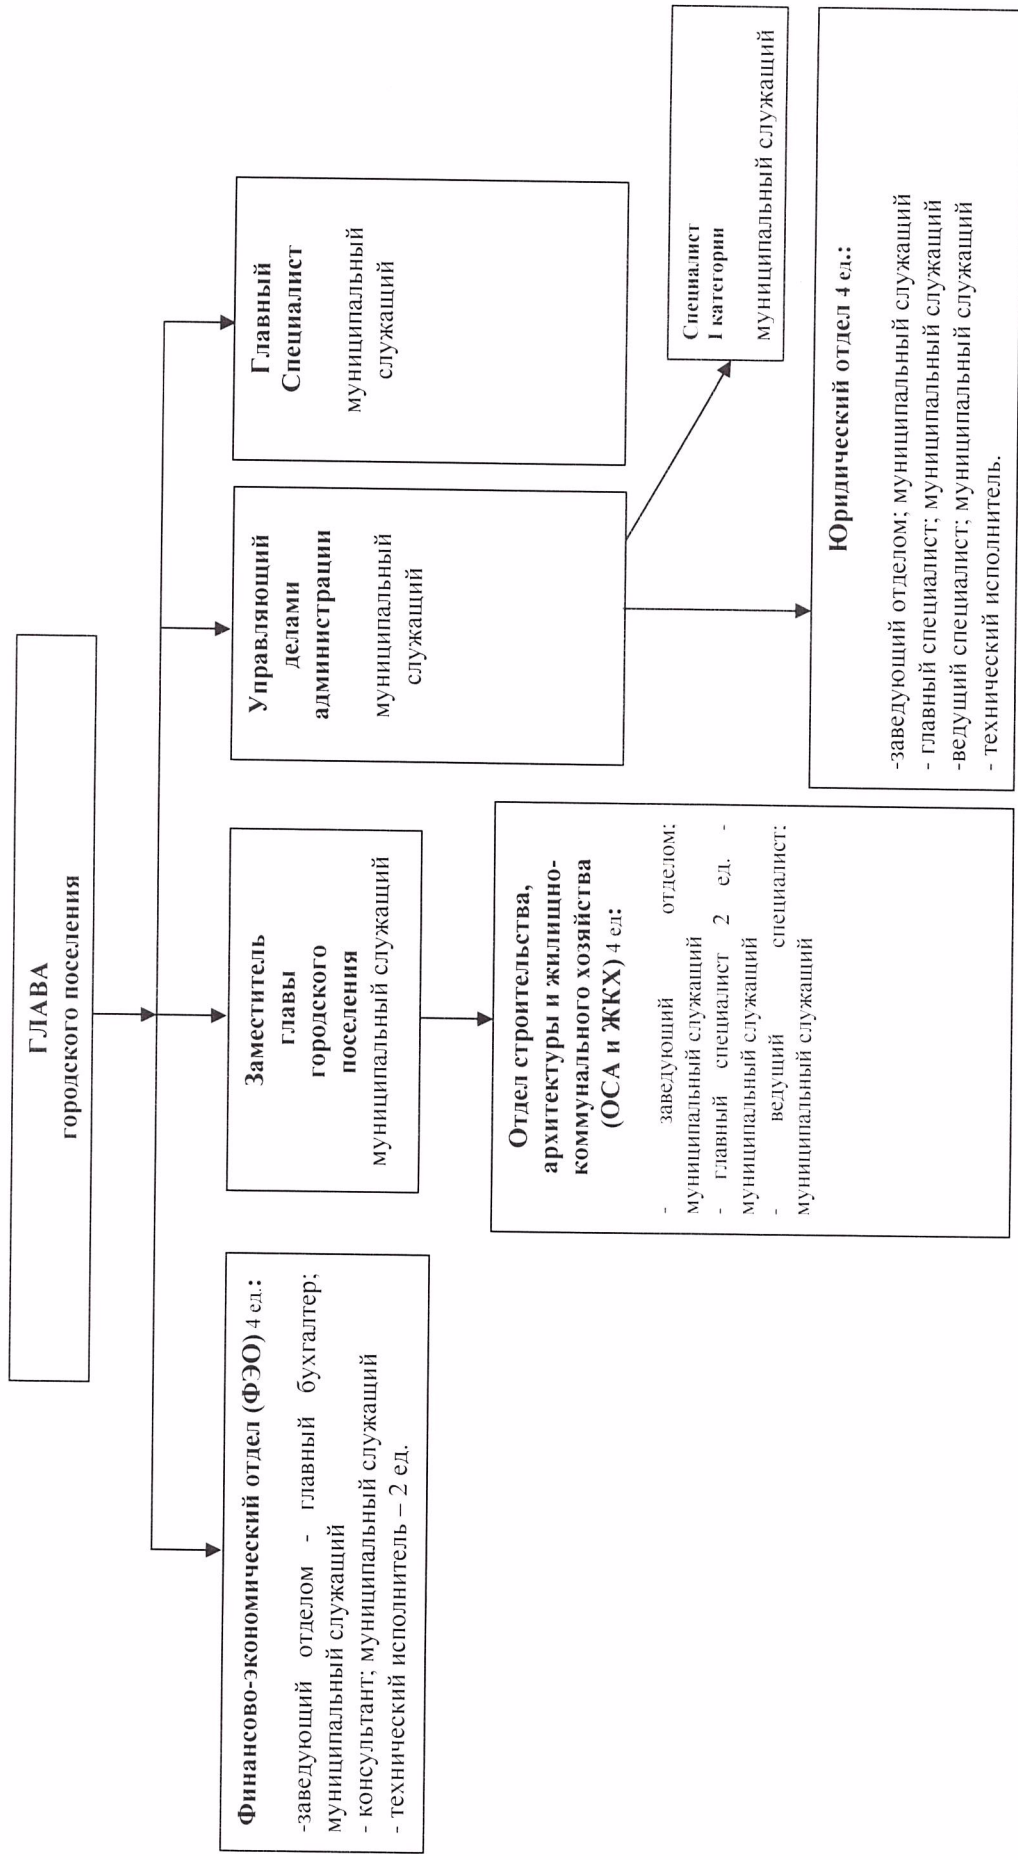 ГЛАВА
городского поселения
Финансово-экономический отдел (ФЭО) 4 ед.:
-заведующий отделом - главный бухгалтер;
муниципальный служащий
- консультант; муниципальный служащий
- технический исполнитель – 2 ед.
Заместитель
главы
городского
поселения
муниципальный служащий
Управляющий
делами
администрации
муниципальный
служащий
Главный
Специалист
муниципальный
служащий
Отдел строительства,
архитектуры и жилищно-
коммунального хозяйства
(ОСА и ЖКХ) 4 ед:
- заведующий отделом;
муниципальный служащий
- главный специалист 2 ед. -
муниципальный служащий
- ведущий специалист;
муниципальный служащий
Специалист
I категории
муниципальный служащий
Юридический отдел 4 ед.:
-заведующий отделом; муниципальный служащий
- главный специалист; муниципальный служащий
-ведущий специалист; муниципальный служащий
- технический исполнитель.